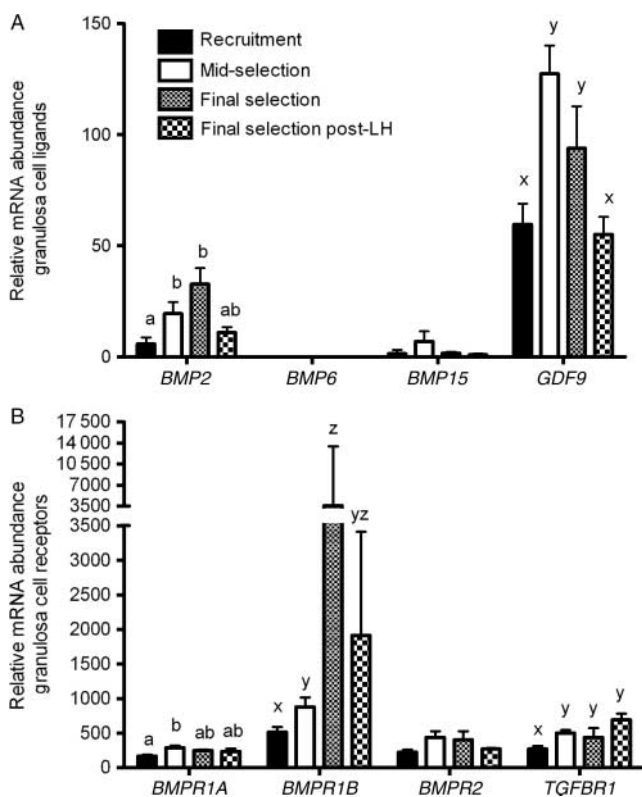 A
Relative mRNA abundance
granulosa cell ligands
150
100
50
0
Recruitment
Mid-selection
Final selection
Final selection post-LH
a
b
b
ab
x
y
y
x
BMP2
BMP6
BMP15
GDF9
B
Relative mRNA abundance
granulosa cell receptors
17 500
14 000
10 500
7000
3500
3500
3000
2500
2000
1500
1000
500
0
a
b
ab
ab
x
y
z
yz
x
y
y
y
BMPR1A
BMPR1B
BMPR2
TGFBR1